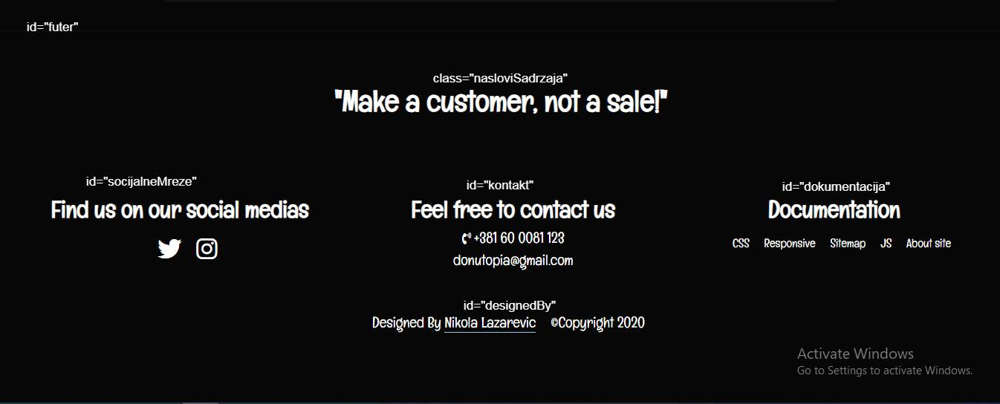 id="futer"
class="nasloviSadrzaja"
"Make a customer, not a sale!"
id="socijalneMreze"
Find us on our social medias
id="kontakt"
Feel free to contact us
+381 60 0081 123
donutopia@gmail.com
id="dokumentacija"
Documentation
CSS Responsive Sitemap JS About site
id="designedBy"
Designed By Nikola Lazarevic ©Copyright 2020
Activate Windows
Go to Settings to activate Windows.